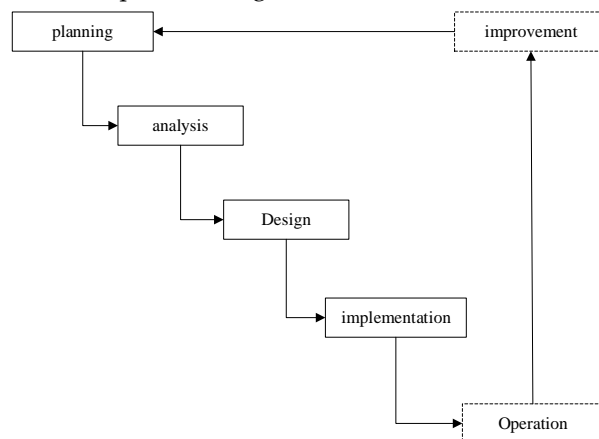 planning
improvement
analysis
Design
implementation
Operation